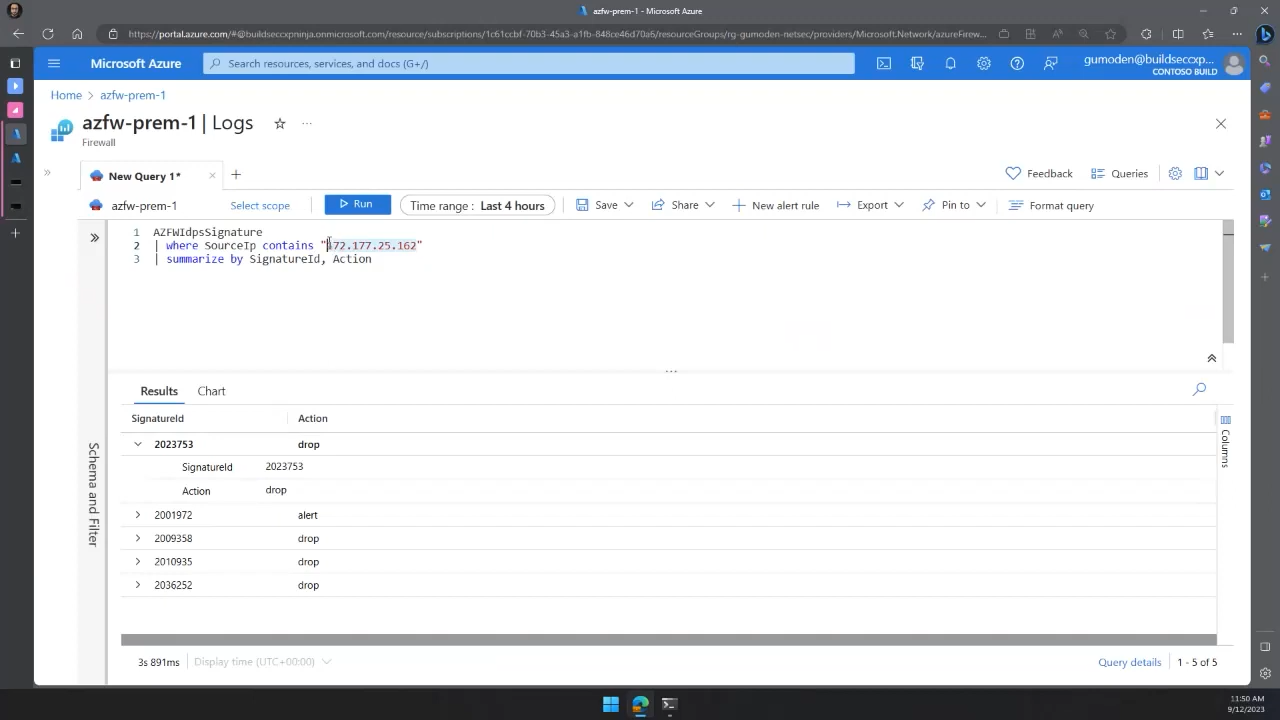 azfw-prem-1 - Microsoft Azure
https://portal.azure.com/#@buildseccxpninja.onmicrosoft.com/resource/subscriptions/1c61ccbf-70b3-45a3-a1fb-848ce46d70a6/resourceGroups/rg-gumoden-netsec/providers/Microsoft.Network/azureFirew...
Microsoft Azure
Search resources, services, and docs (G+/)
gumoden@buildseccxp...
CONTOSO BUILD
Home > azfw-prem-1
azfw-prem-1 | Logs
Firewall
New Query 1*
Feedback
Queries
azfw-prem-1
Select scope
Run
Time range : Last 4 hours
Save
Share
New alert rule
Export
Pin to
Format query
1 AZFWIdpsSignature
2 | where SourceIp contains "172.177.25.162"
3 | summarize by SignatureId, Action
Results
Chart
SignatureId Action
2023753 drop
SignatureId 2023753
Action drop
2001972 alert
2009358 drop
2010935 drop
2036252 drop
Schema and Filter
Columns
3s 891ms
Display time (UTC+00:00)
Query details
1 - 5 of 5
11:50 AM
9/12/2023